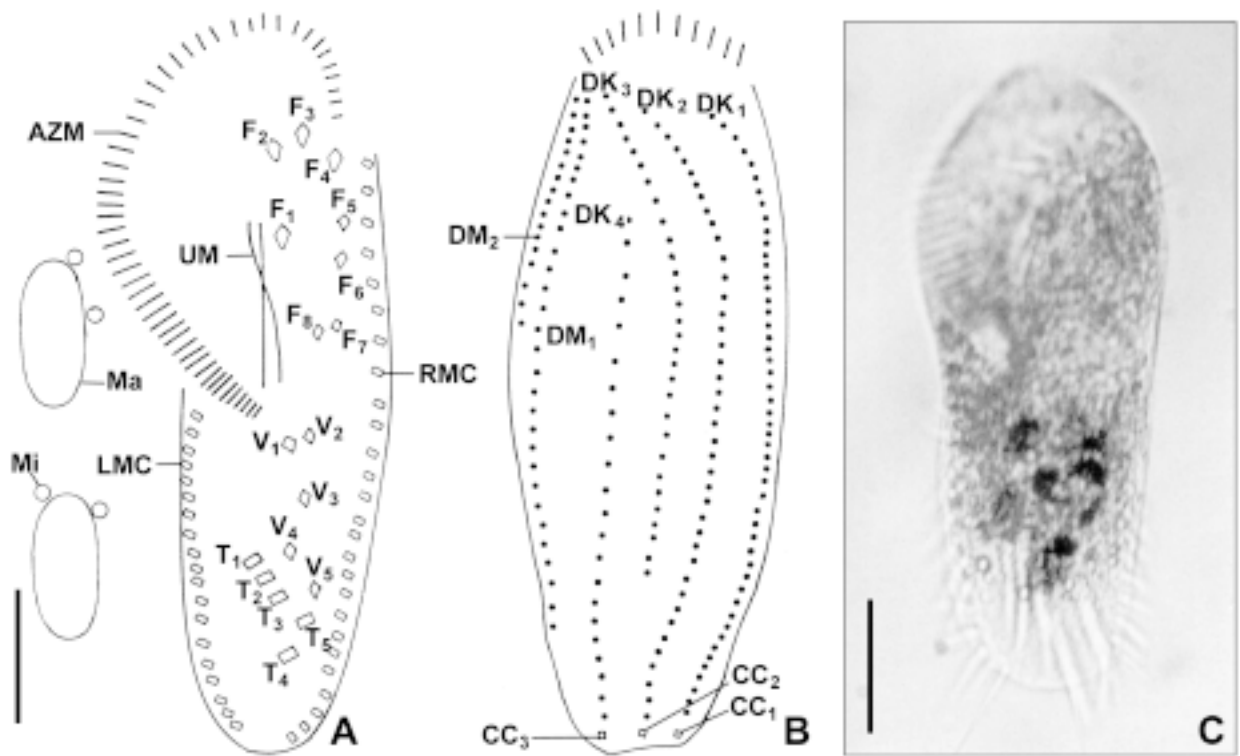 AZM
F₃
F₂
F₄
F₁
F₅
UM
F₆
F₈
F₇
Ma
RMC
V₁
V₂
Mi
LMC
V₃
V₄
T₁
V₅
T₂
T₃
T₅
T₄
A
DK₃
DK₂
DK₁
DK₄
DM₂
DM₁
CC₂
CC₁
CC₃
B
C